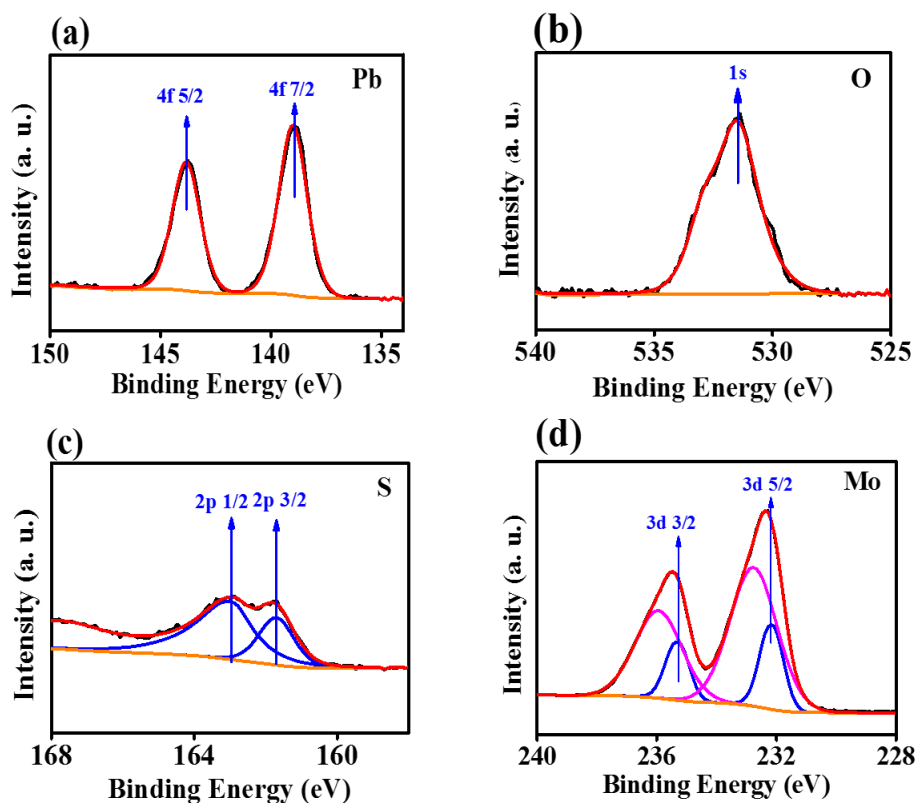 (a)
Pb
4f 5/2
4f 7/2
Intensity (a. u.)
150
145
140
135
Binding Energy (eV)
(b)
O
1s
Intensity (a. u.)
540
535
530
525
Binding Energy (eV)
(c)
S
2p 1/2 2p 3/2
Intensity (a. u.)
168
164
160
Binding Energy (eV)
(d)
Mo
3d 3/2
3d 5/2
Intensity (a. u.)
240
236
232
228
Binding Energy (eV)